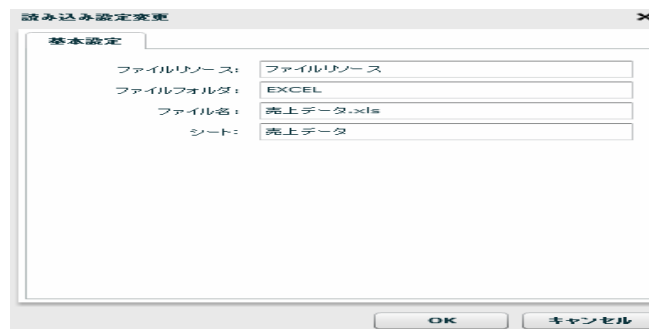 読み込み設定変更
基本設定
ファイルリソース: ファイルリソース
ファイルフォルダ: EXCEL
ファイル名: 売上データ.xls
シート: 売上データ
OK キャンセル